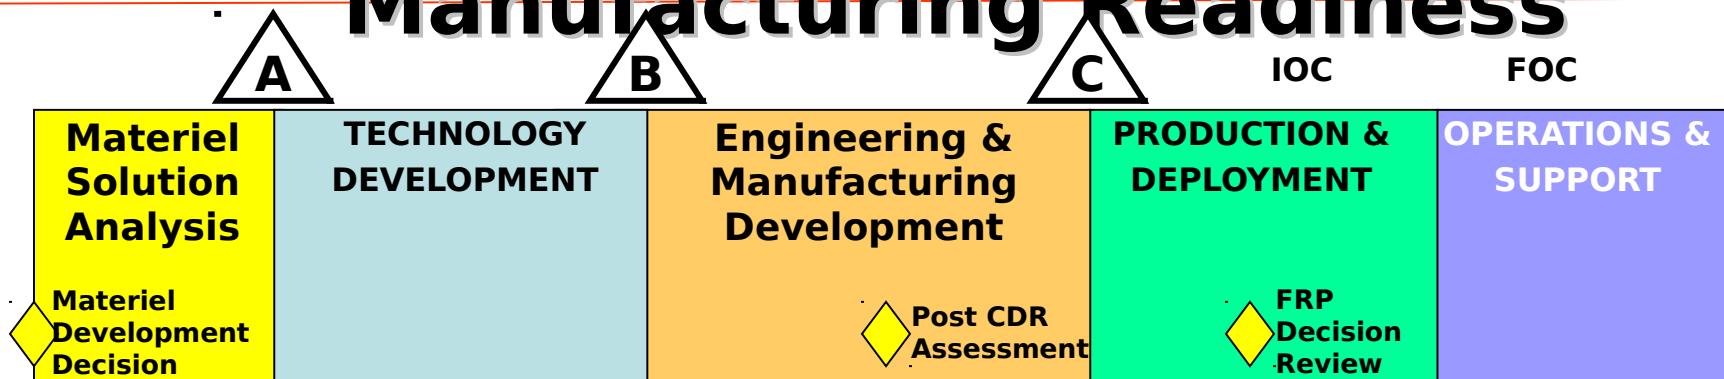 Manufacturing Readiness
A
B
C
IOC
FOC
Materiel
Solution
Analysis
TECHNOLOGY
DEVELOPMENT
Engineering &
Manufacturing
Development
PRODUCTION &
DEPLOYMENT
OPERATIONS &
SUPPORT
Materiel
Development
Decision
Post CDR
Assessment
FRP
Decision
Review